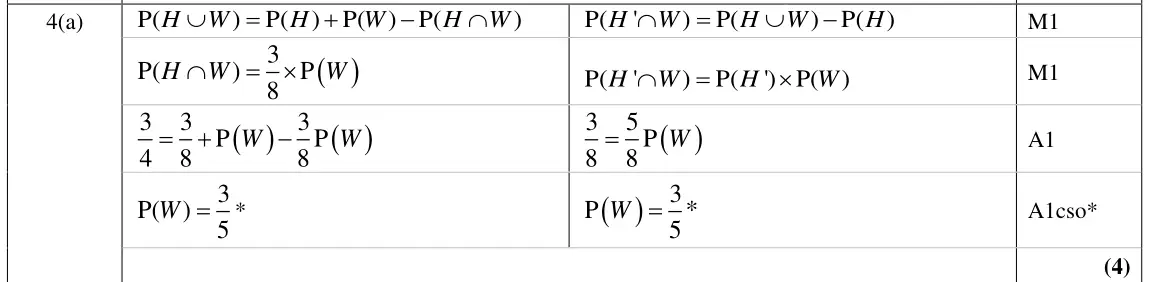 4(a) P(H ∪ W) = P(H) + P(W) − P(H ∩ W) P(H '∩ W) = P(H ∪ W) − P(H) M1
P(H ∩ W) = 3/8 × P(W) P(H '∩ W) = P(H ') × P(W) M1
3/4 = 3/8 + P(W) − 3/8 P(W) 3/8 = 5/8 P(W) A1
P(W) = 3/5 * P(W) = 3/5 * A1cso*
(4)